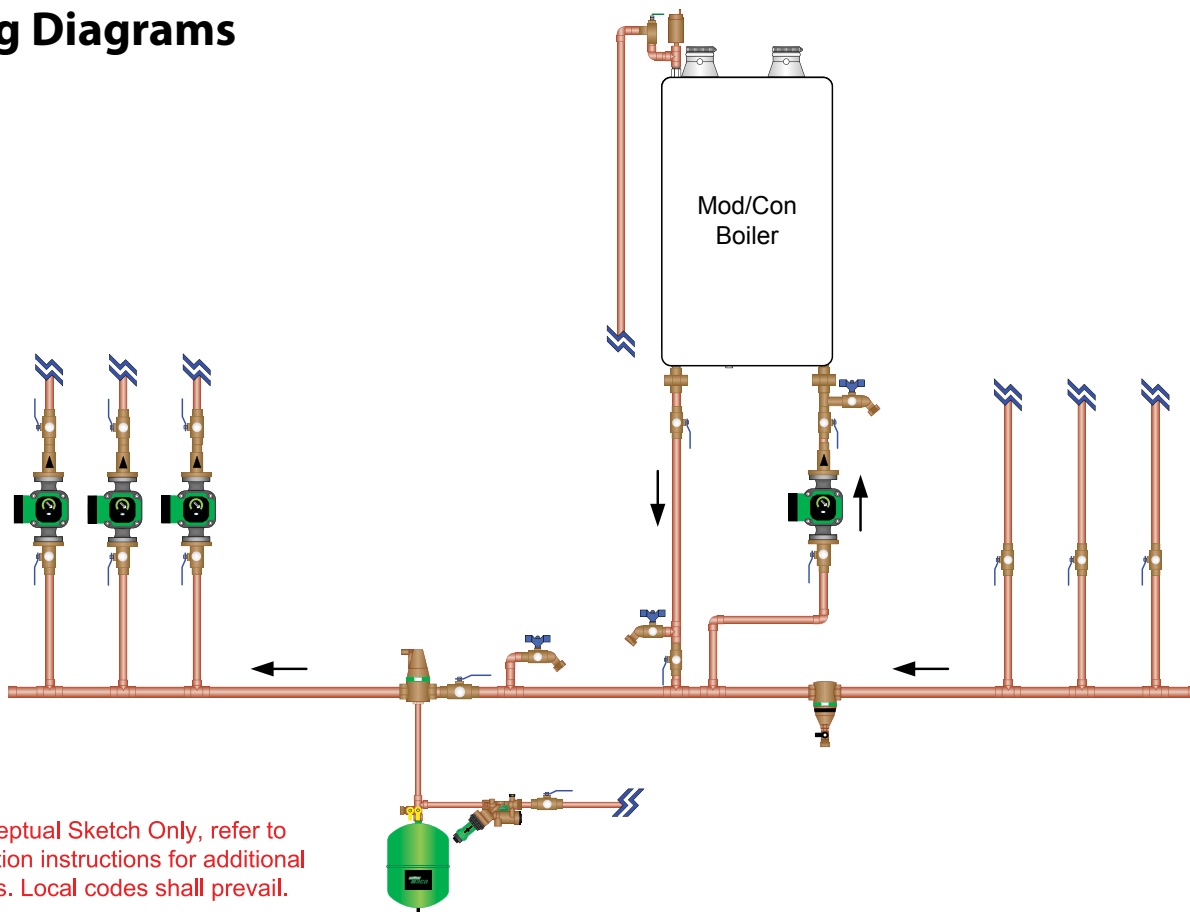 g Diagrams
Mod/Con
Boiler
eptual Sketch Only, refer to
tion instructions for additional
s. Local codes shall prevail.